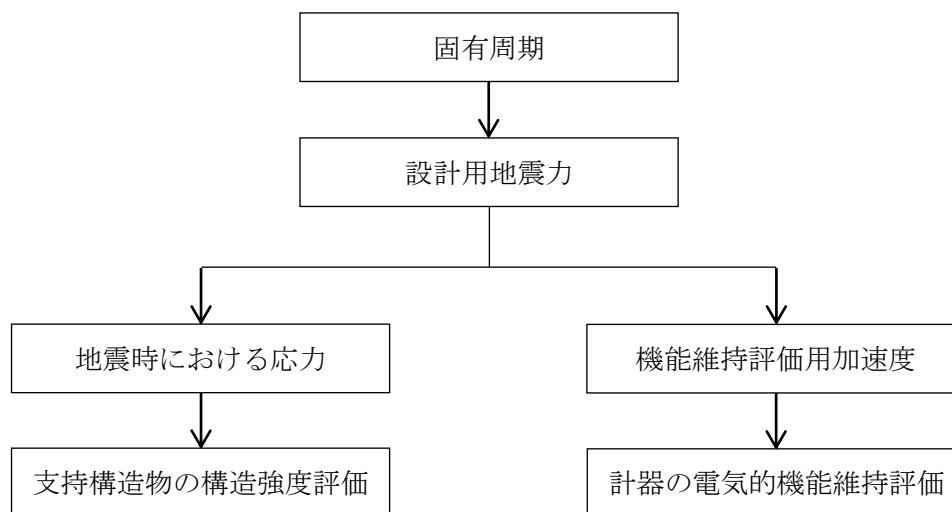 固有周期
設計用地震力
地震時における応力
機能維持評価用加速度
支持構造物の構造強度評価
計器の電気的機能維持評価